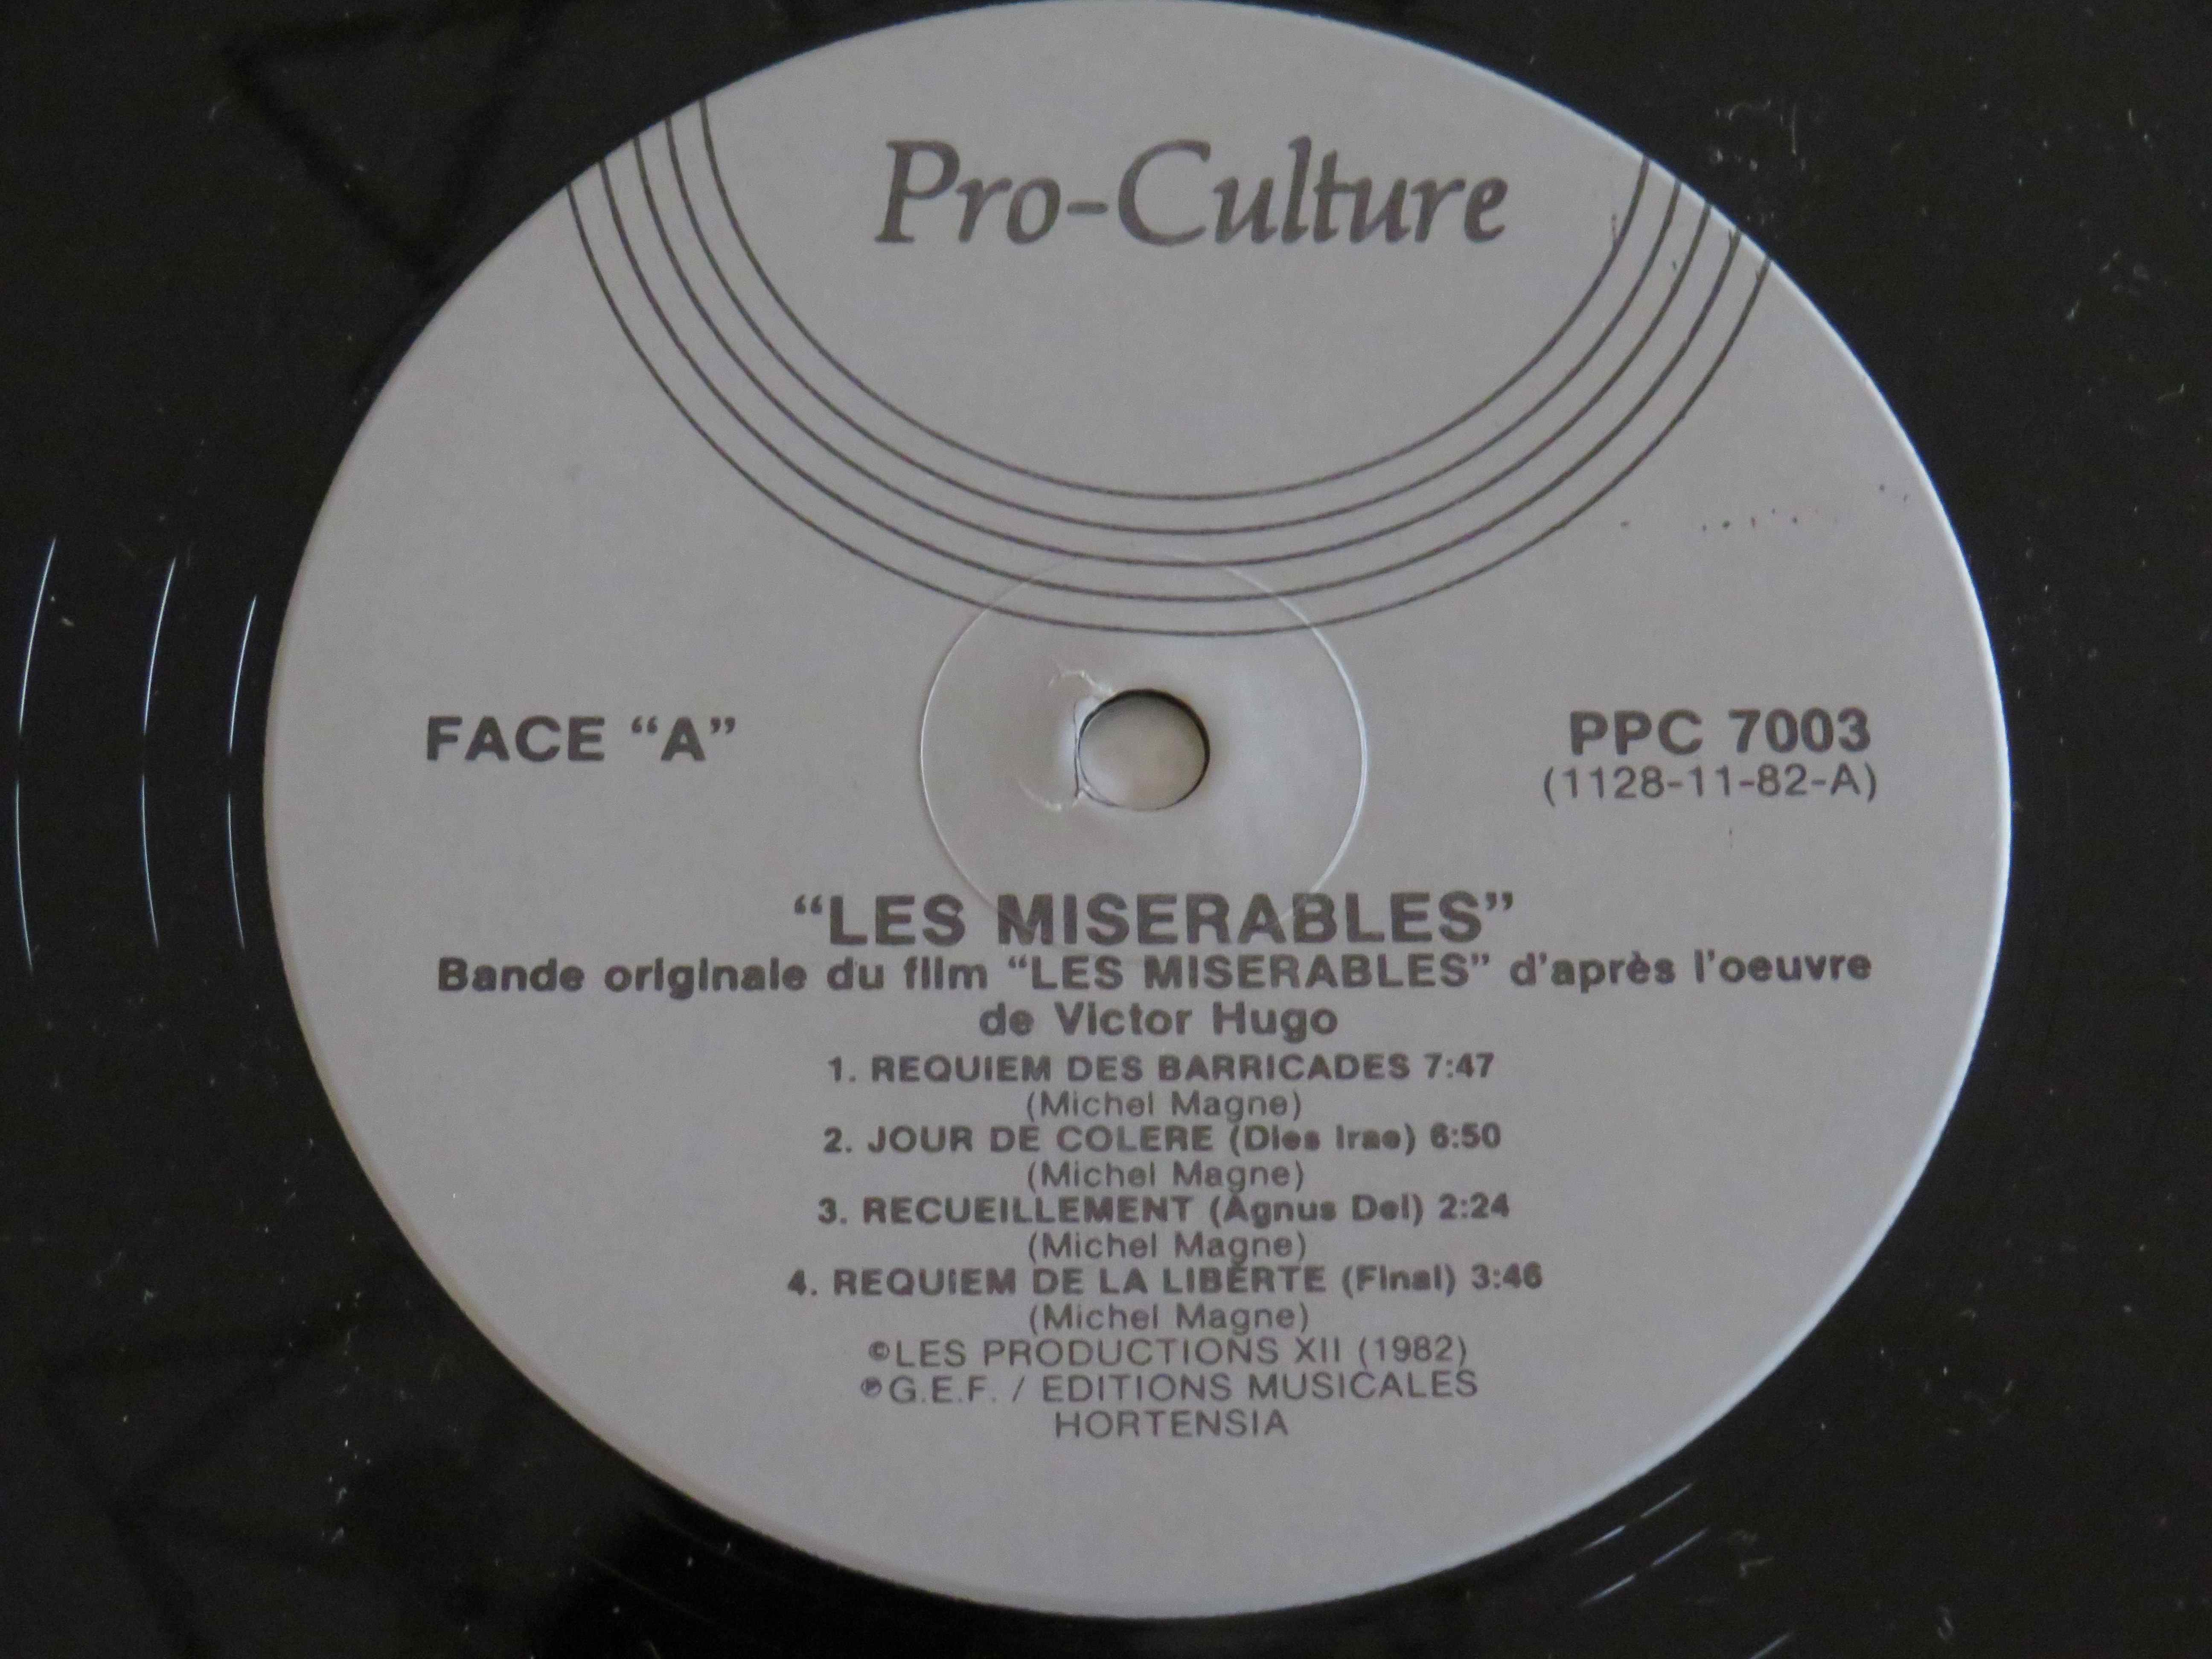 Pro-Culture
FACE “A”
PPC 7003
(1128-11-82-A)
“LES MISERABLES”
Bande originale du film “LES MISERABLES” d'après l'oeuvre
de Victor Hugo
1. REQUIEM DES BARRICADES 7:47
(Michel Magne)
2. JOUR DE COLERE (Dies Irae) 6:50
(Michel Magne)
3. RECUEILLEMENT (Agnus Dei) 2:24
(Michel Magne)
4. REQUIEM DE LA LIBERTE (Final) 3:46
(Michel Magne)
©LES PRODUCTIONS XII (1982)
℗G.E.F. / EDITIONS MUSICALES
HORTENSIA